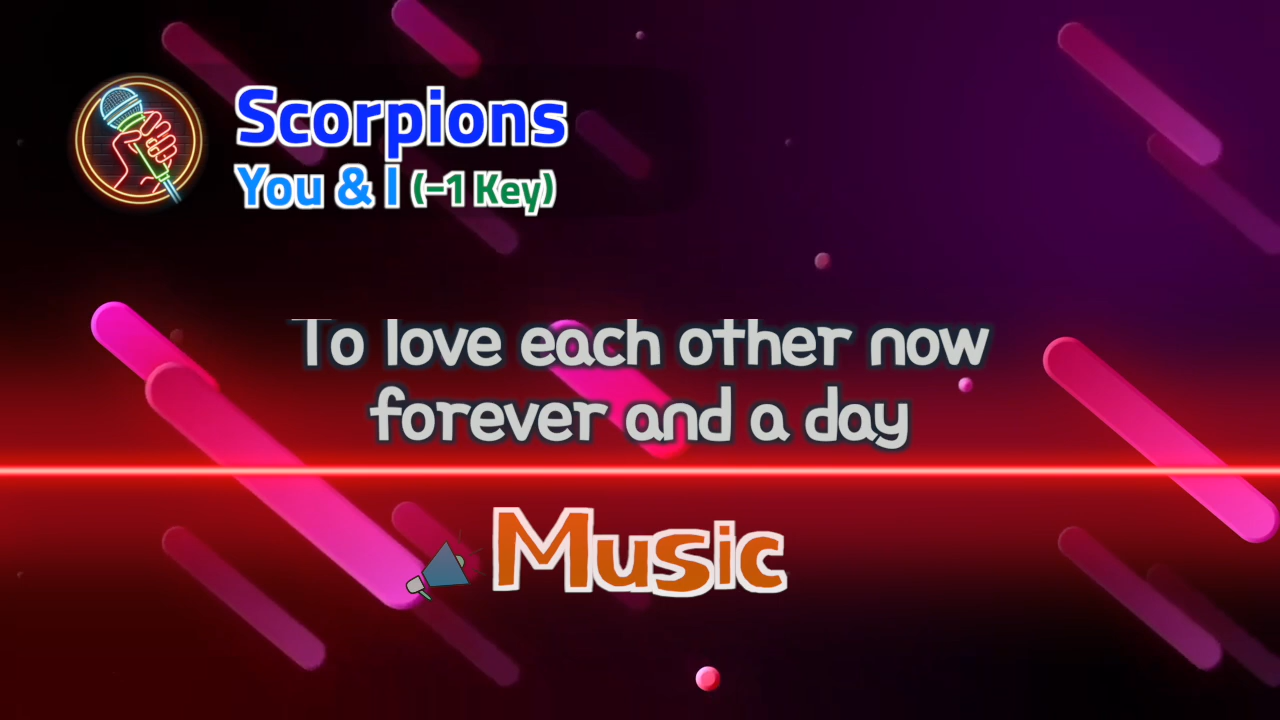 Scorpions
You & I (-1 Key)
To love each other now
forever and a day
Music